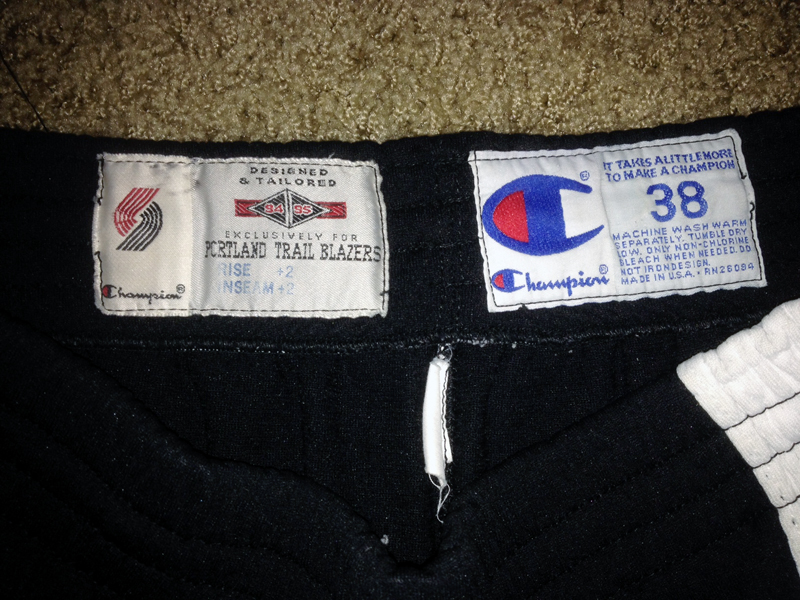 DESIGNED
& TAILORED
94 95
EXCLUSIVELY FOR
PORTLAND TRAIL BLAZERS
RISE +2
INSEAM +2
Champion®
IT TAKES A LITTLE MORE
TO MAKE A CHAMPION
®
38
MACHINE WASH WARM
SEPARATELY. TUMBLE DRY
LOW. ONLY NON-CHLORINE
BLEACH WHEN NEEDED. DO
NOT IRON DESIGN.
MADE IN U.S.A. • RN26094
Champion®